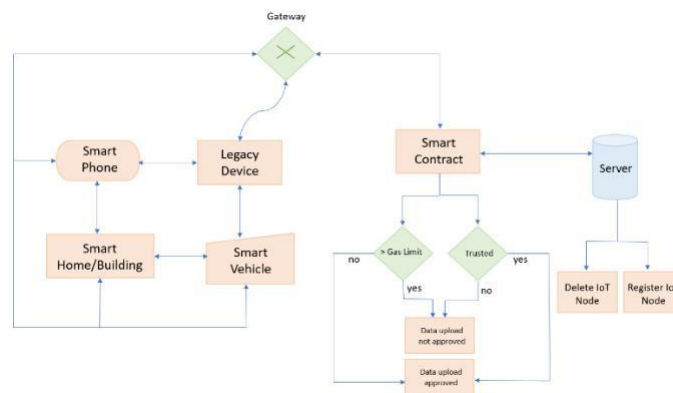 Gateway
Smart
Phone
Legacy
Device
Smart
Contract
Server
Smart
Home/Building
Smart
Vehicle
> Gas Limit
Trusted
no
yes
yes
no
Delete IoT
Node
Register Io
Node
Data upload
not approved
Data upload
approved